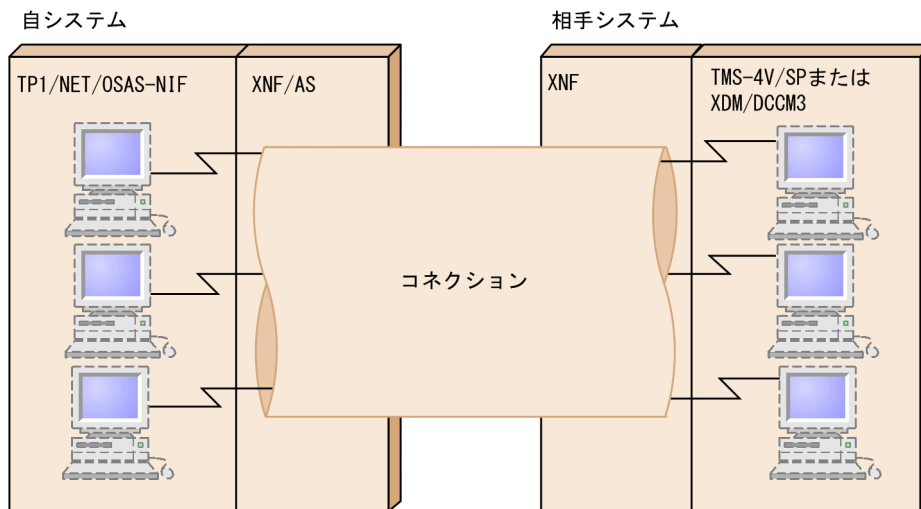 自システム
相手システム
TP1/NET/OSAS-NIF
XNF/AS
XNF
TMS-4V/SPまたは
XDM/DCCM3
コネクション